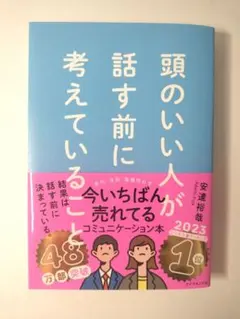 頭のいい人が
話す前に
考えていること
安達裕哉
結果は、
話す前に
決まっている。
今いちばん
売れてる
コミュニケーション本
2023
1位
48
万部突破